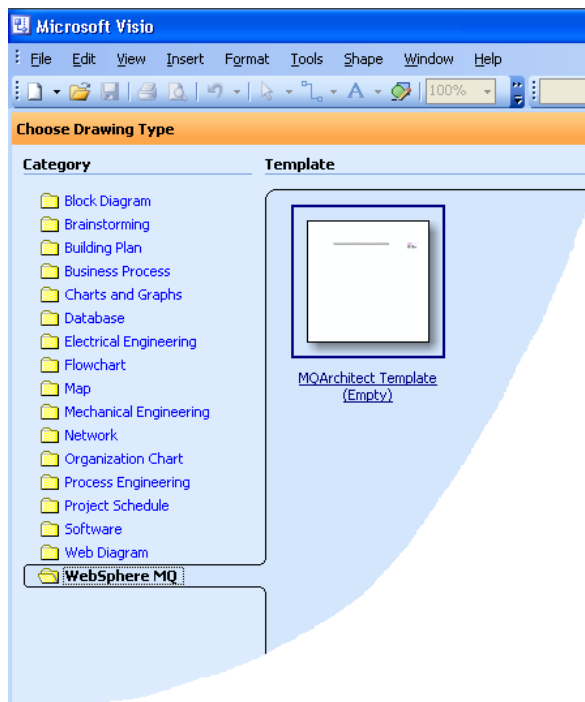 Microsoft Visio
File Edit View Insert Format Tools Shape Window Help
A 100%
Choose Drawing Type
Category Template
Block Diagram
Brainstorming
Building Plan
Business Process
Charts and Graphs
Database
Electrical Engineering
Flowchart
Map
Mechanical Engineering
Network
Organization Chart
Process Engineering
Project Schedule
Software
Web Diagram
WebSphere MQ
MQArchitect Template
(Empty)